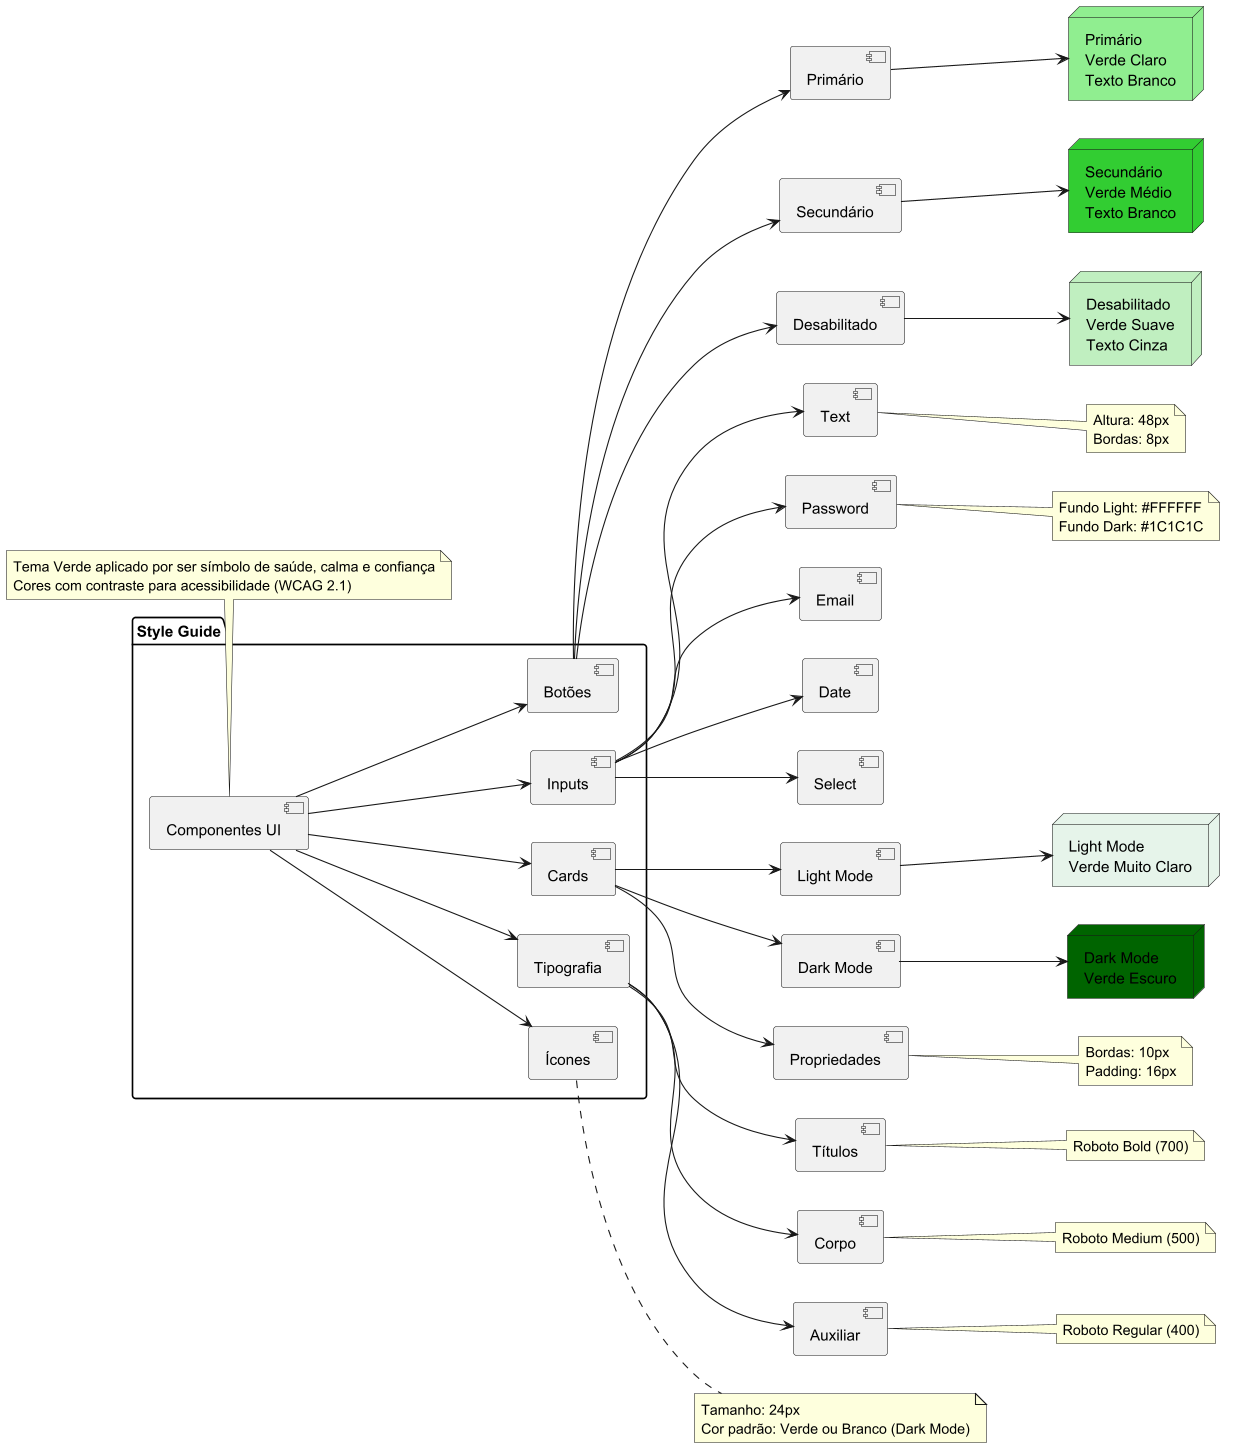 Primário
Primário
Verde Claro
Texto Branco
Secundário
Secundário
Verde Médio
Texto Branco
Desabilitado
Desabilitado
Verde Suave
Texto Cinza
Text
Altura: 48px
Bordas: 8px
Password
Fundo Light: #FFFFFF
Fundo Dark: #1C1C1C
Tema Verde aplicado por ser símbolo de saúde, calma e confiança
Cores com contraste para acessibilidade (WCAG 2.1)
Email
Style Guide
Botões
Date
Inputs
Select
Componentes UI
Cards
Light Mode
Light Mode
Verde Muito Claro
Tipografia
Dark Mode
Dark Mode
Verde Escuro
Ícones
Propriedades
Bordas: 10px
Padding: 16px
Títulos
Roboto Bold (700)
Corpo
Roboto Medium (500)
Auxiliar
Roboto Regular (400)
Tamanho: 24px
Cor padrão: Verde ou Branco (Dark Mode)